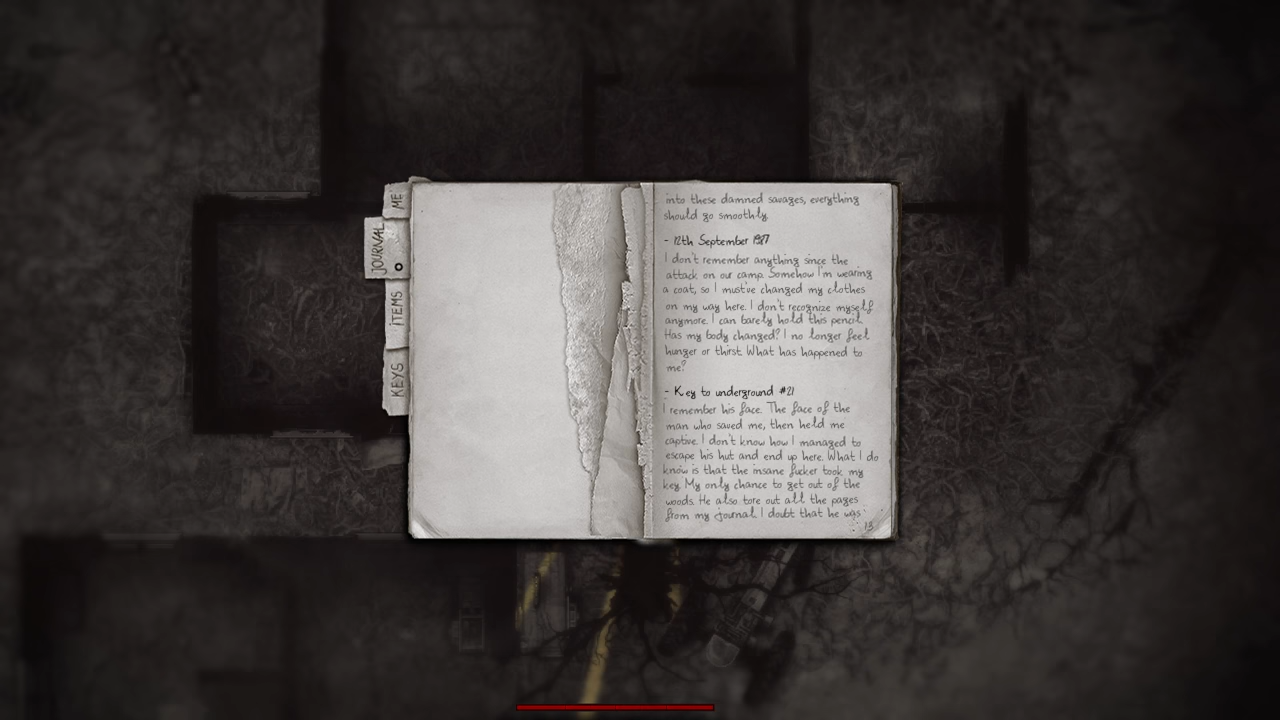 ME
JOURNAL
ITEMS
KEYS
into these damned savages, everything
should go smoothly.
- 12th September 1987
I don't remember anything since the
attack on our camp. Somehow I'm wearing
a coat, so I must've changed my clothes
on my way here. I don't recognize myself
anymore. I can barely hold this pencil.
Has my body changed? I no longer feel
hunger or thirst. What has happened to
me?
- Key to underground #21
I remember his face. The face of the
man who saved me, then held me
captive. I don't know how I managed to
escape his hut and end up here. What I do
know is that the insane fucker took my
key. My only chance to get out of the
woods. He also tore out all the pages
from my journal. I doubt that he was
13